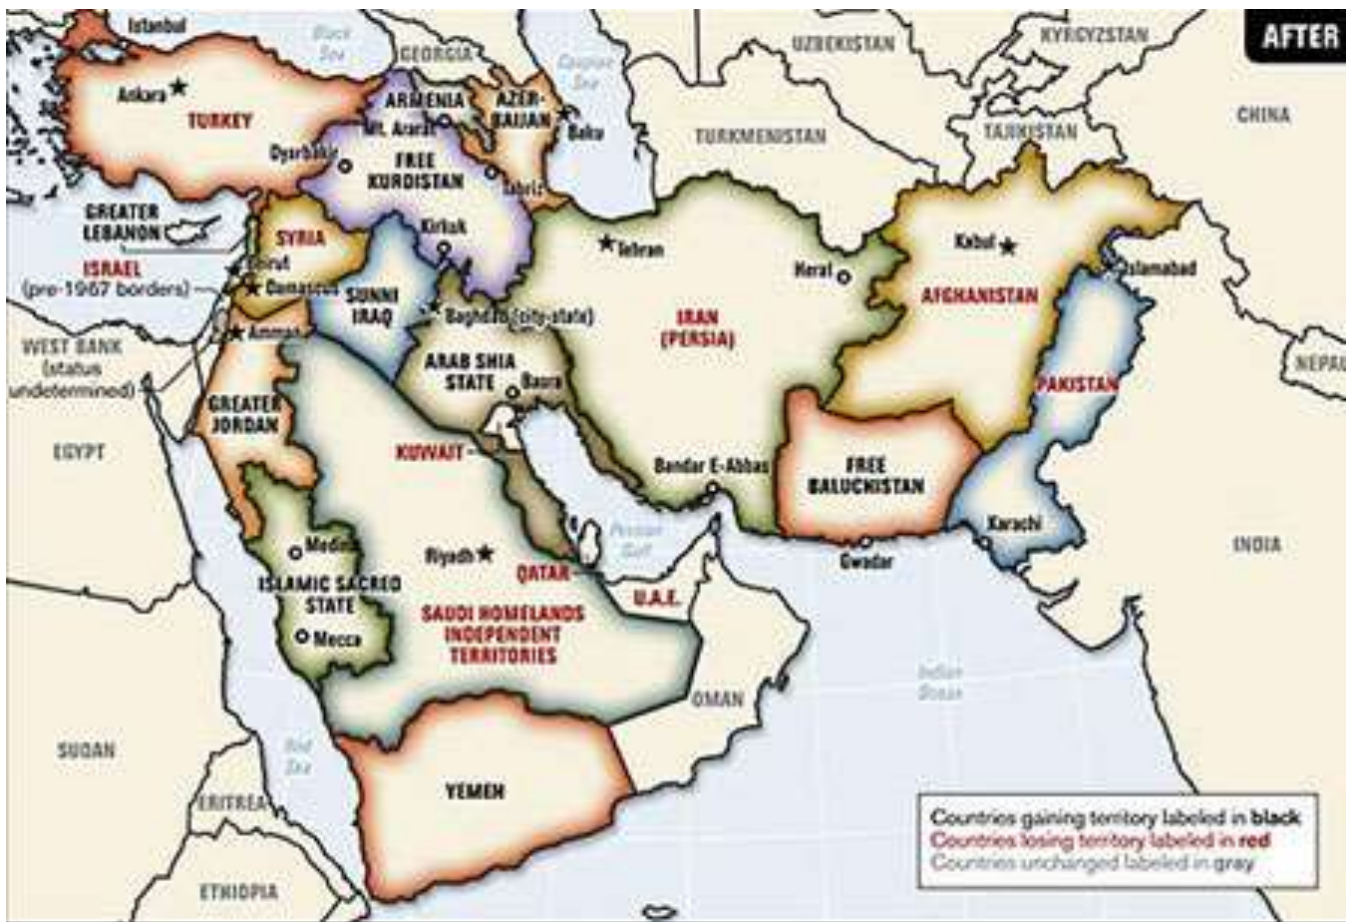 AFTER
Istanbul
Black
Sea
GEORGIA
Caspian
Sea
UZBEKISTAN
KYRGYZSTAN
Ankara
TURKEY
ARMENIA
AZER-
BAIJAN
Baku
TURKMENISTAN
TAJIKISTAN
CHINA
Mt. Ararat
Dyarbakir
FREE
KURDISTAN
Tabriz
GREATER
LEBANON
SYRIA
Kirkuk
Tehran
Herat
Kabul
Islamabad
ISRAEL
(pre-1967 borders)
Beirut
Damascus
SUNNI
IRAQ
Baghdad (city-state)
IRAN
(PERSIA)
AFGHANISTAN
Amman
WEST BANK
(status
undetermined)
ARAB SHIA
STATE
Basra
PAKISTAN
NEPAL
GREATER
JORDAN
EGYPT
KUWAIT
Bandar E-Abbas
FREE
BALUCHISTAN
Karachi
Gwadar
INDIA
Medina
Riyadh
Persian
Gulf
QATAR
ISLAMIC SACRED
STATE
Mecca
U.A.E.
SAUDI HOMELANDS
INDEPENDENT
TERRITORIES
OMAN
Indian
Ocean
SUDAN
Red
Sea
YEMEN
ERITREA
ETHIOPIA
Countries gaining territory labeled in black
Countries losing territory labeled in red
Countries unchanged labeled in gray